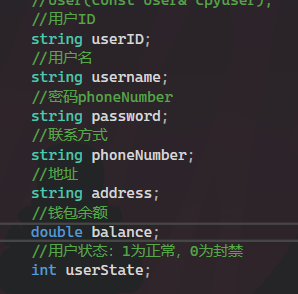 //User(const User& cpyuser);
//用户ID
string userID;
//用户名
string username;
//密码phoneNumber
string password;
//联系方式
string phoneNumber;
//地址
string address;
//钱包余额
double balance;
//用户状态：1为正常，0为封禁
int userState;